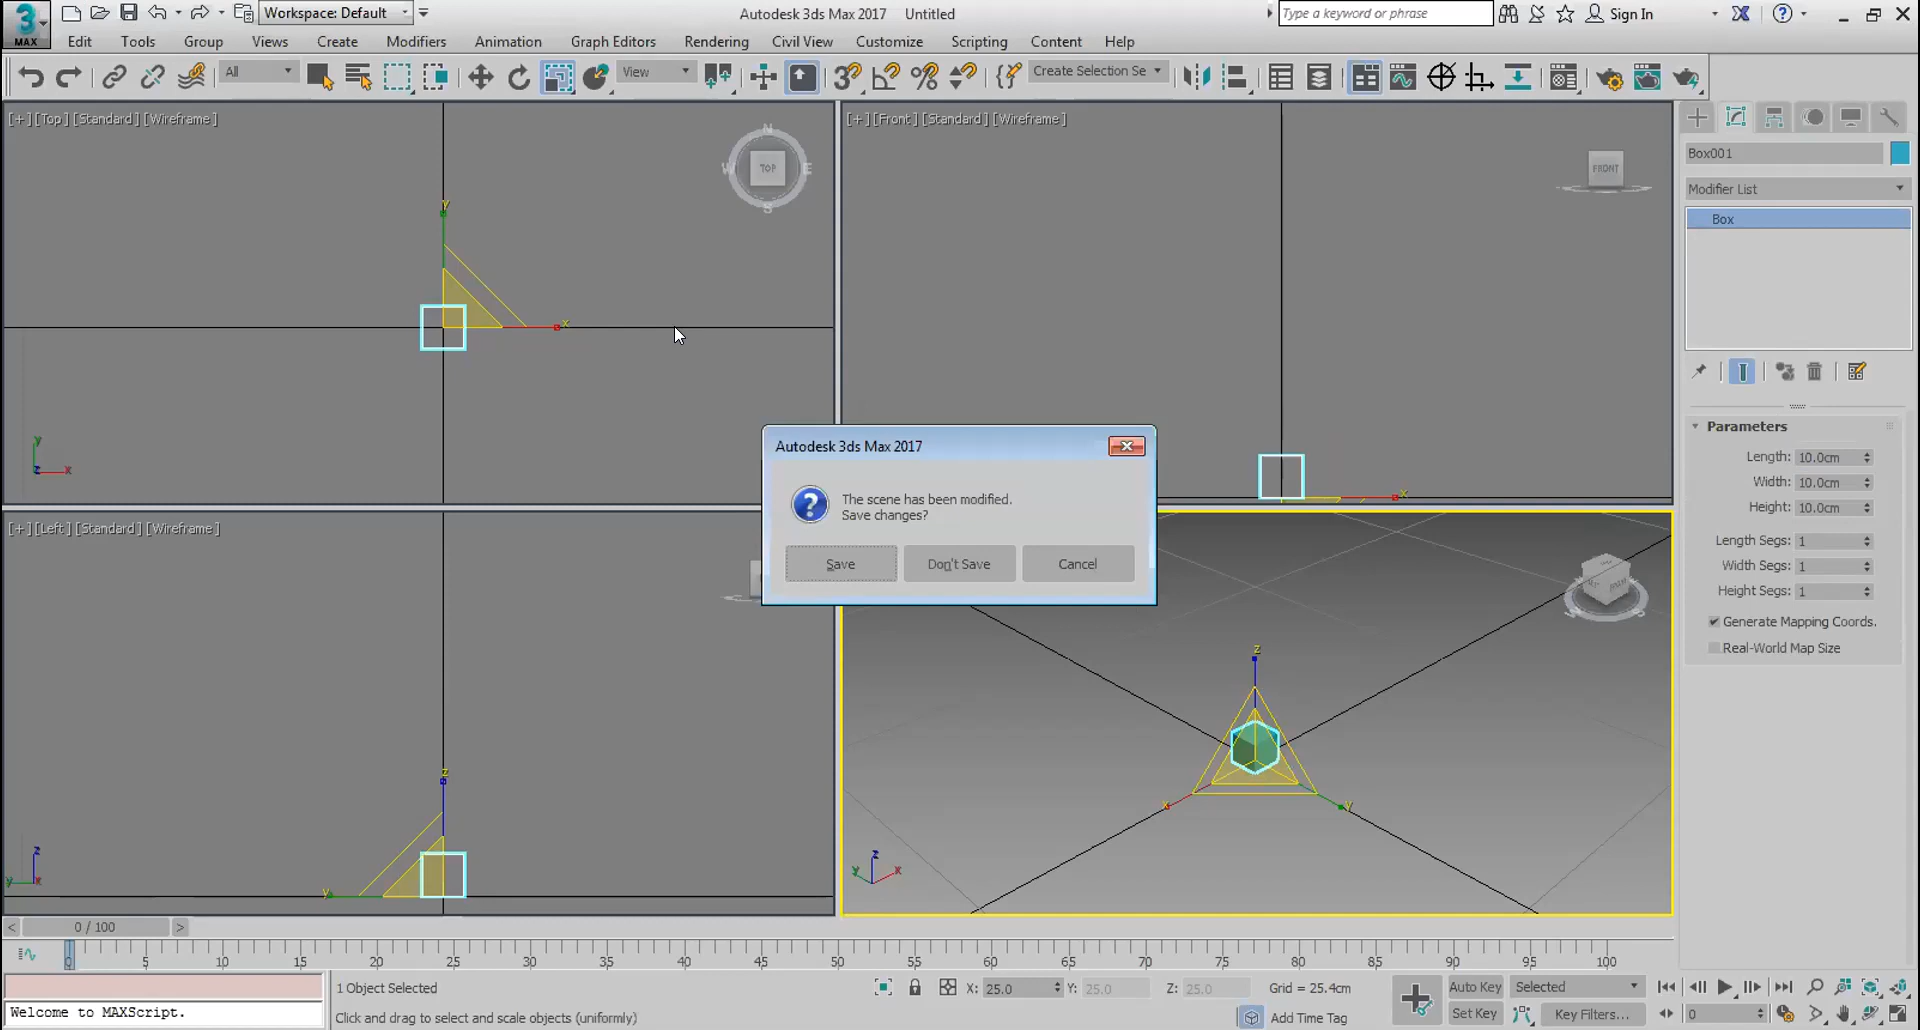 Workspace: Default
Autodesk 3ds Max 2017 Untitled
Type a keyword or phrase
Sign In
MAX
Edit Tools Group Views Create Modifiers Animation Graph Editors Rendering Civil View Customize Scripting Content Help
All
View
Create Selection Se
[+] [Top] [Standard] [Wireframe]
[+] [Front] [Standard] [Wireframe]
N
W TOP E
S
FRONT
y
x
y
z x
x
[+] [Left] [Standard] [Wireframe]
z
y
z
y x
z
x y
z
y x
Autodesk 3ds Max 2017
The scene has been modified.
Save changes?
Save Don't Save Cancel
Box001
Modifier List
Box
Parameters
Length: 10.0cm
Width: 10.0cm
Height: 10.0cm
Length Segs: 1
Width Segs: 1
Height Segs: 1
Generate Mapping Coords.
Real-World Map Size
< 0 / 100 >
0 5 10 15 20 25 30 35 40 45 50 55 60 65 70 75 80 85 90 95 100
1 Object Selected
X: 25.0 Y: 25.0 Z: 25.0
Grid = 25.4cm
Auto Key Selected
Welcome to MAXScript.
Click and drag to select and scale objects (uniformly)
Add Time Tag
Set Key Key Filters...
0